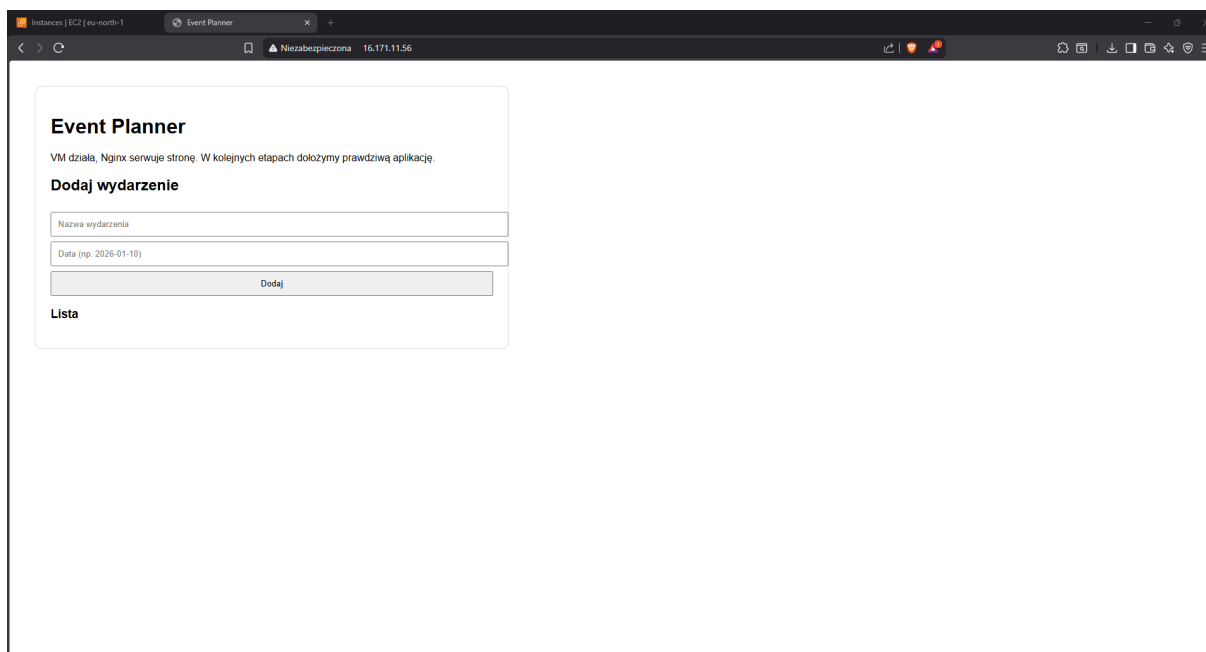 Instances | EC2 | eu-north-1
Event Planner
Niezabezpieczona 16.171.11.56
Event Planner
VM działa, Nginx serwuje stronę. W kolejnych etapach dołożymy prawdziwą aplikację.
Dodaj wydarzenie
Nazwa wydarzenia
Data (np. 2026-01-10)
Dodaj
Lista